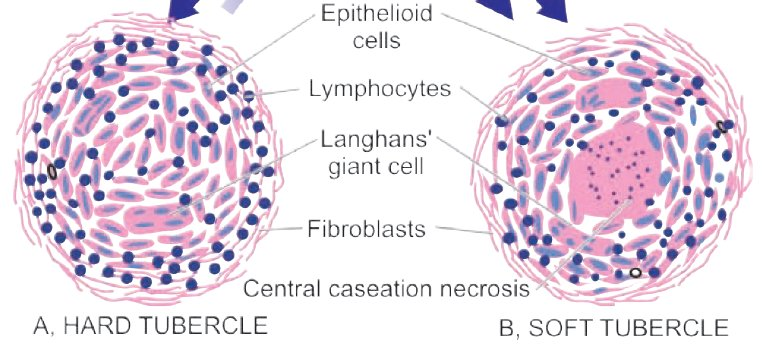 Epithelioid
cells
Lymphocytes
Langhans'
giant cell
Fibroblasts
Central caseation necrosis
A, HARD TUBERCLE
B, SOFT TUBERCLE